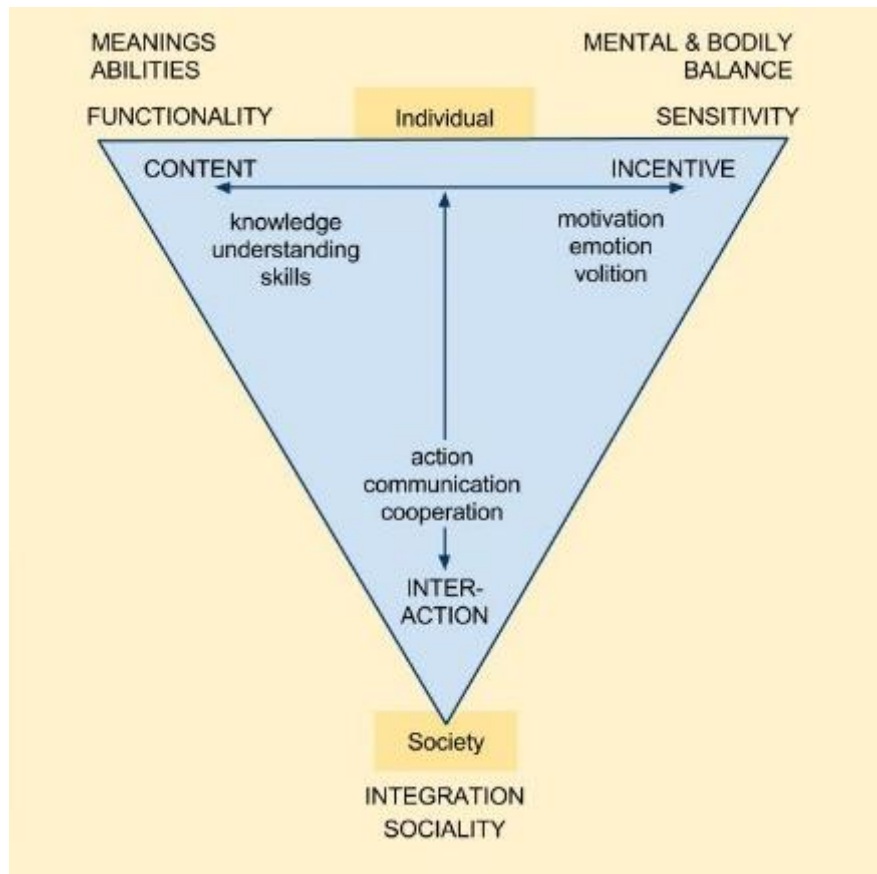 MEANINGS
ABILITIES
MENTAL & BODILY
BALANCE
FUNCTIONALITY
Individual
SENSITIVITY
CONTENT
INCENTIVE
knowledge
understanding
skills
motivation
emotion
volition
action
communication
cooperation
INTER-
ACTION
Society
INTEGRATION
SOCIALITY